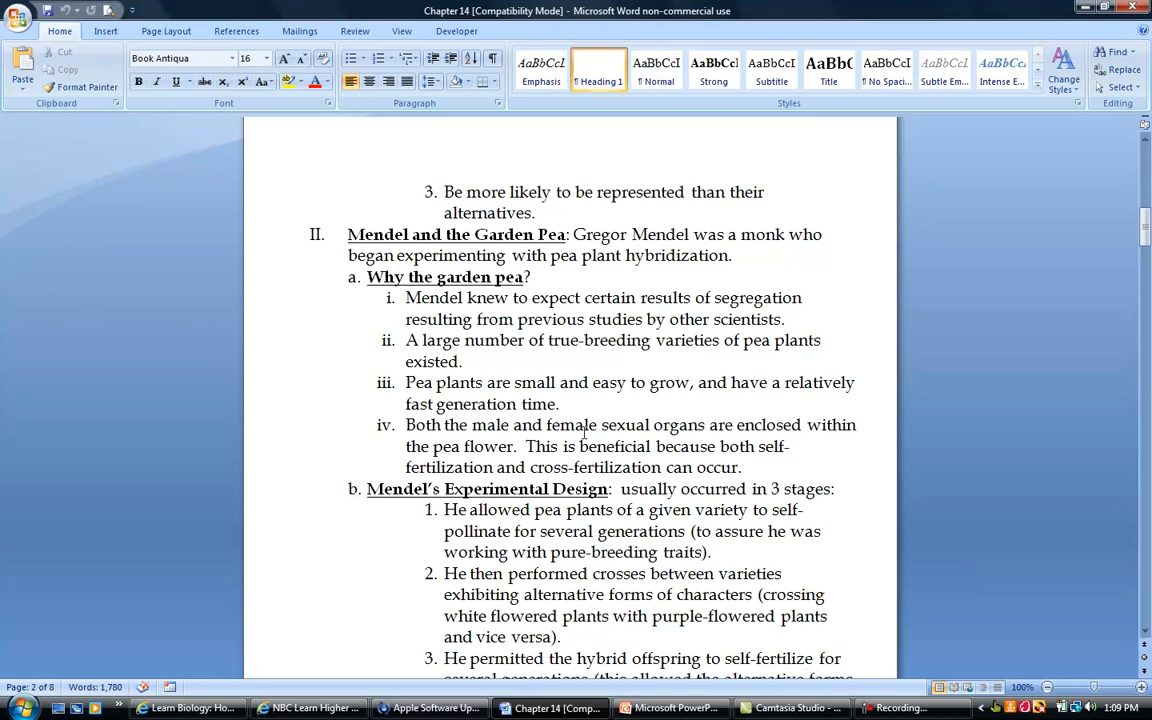 Chapter 14 [Compatibility Mode] - Microsoft Word non-commercial use
Home Insert Page Layout References Mailings Review View Developer
Paste
Cut
Copy
Format Painter
Clipboard
Book Antiqua 16
Font
Paragraph
AaBbCcI AaBbCcI AaBbCcI AaBbCcI AaBb( AaBbCcI AaBbCcI AaBbCcI
Emphasis ¶ Heading 1 ¶ Normal Strong Subtitle Title ¶ No Spaci... Subtle Em... Intense E...
Change Styles
Styles
Find
Replace
Select
Editing
3. Be more likely to be represented than their
alternatives.
II. Mendel and the Garden Pea: Gregor Mendel was a monk who
began experimenting with pea plant hybridization.
a. Why the garden pea?
i. Mendel knew to expect certain results of segregation
resulting from previous studies by other scientists.
ii. A large number of true-breeding varieties of pea plants
existed.
iii. Pea plants are small and easy to grow, and have a relatively
fast generation time.
iv. Both the male and female sexual organs are enclosed within
the pea flower. This is beneficial because both self-
fertilization and cross-fertilization can occur.
b. Mendel's Experimental Design: usually occurred in 3 stages:
1. He allowed pea plants of a given variety to self-
pollinate for several generations (to assure he was
working with pure-breeding traits).
2. He then performed crosses between varieties
exhibiting alternative forms of characters (crossing
white flowered plants with purple-flowered plants
and vice versa).
3. He permitted the hybrid offspring to self-fertilize for
several generations (this allowed the alternative forms
Page: 2 of 8 Words: 1,780 100%
Learn Biology: Ho... NBC Learn Higher ... Apple Software Up... Chapter 14 [Comp... Microsoft PowerP... Camtasia Studio - ... Recording... 1:09 PM